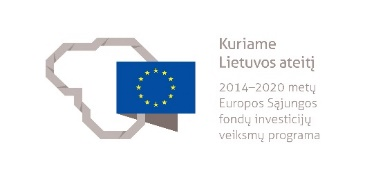 Kuriame
Lietuvos ateitį
2014–2020 metų
Europos Sąjungos
fondų investicijų
veiksmų programa